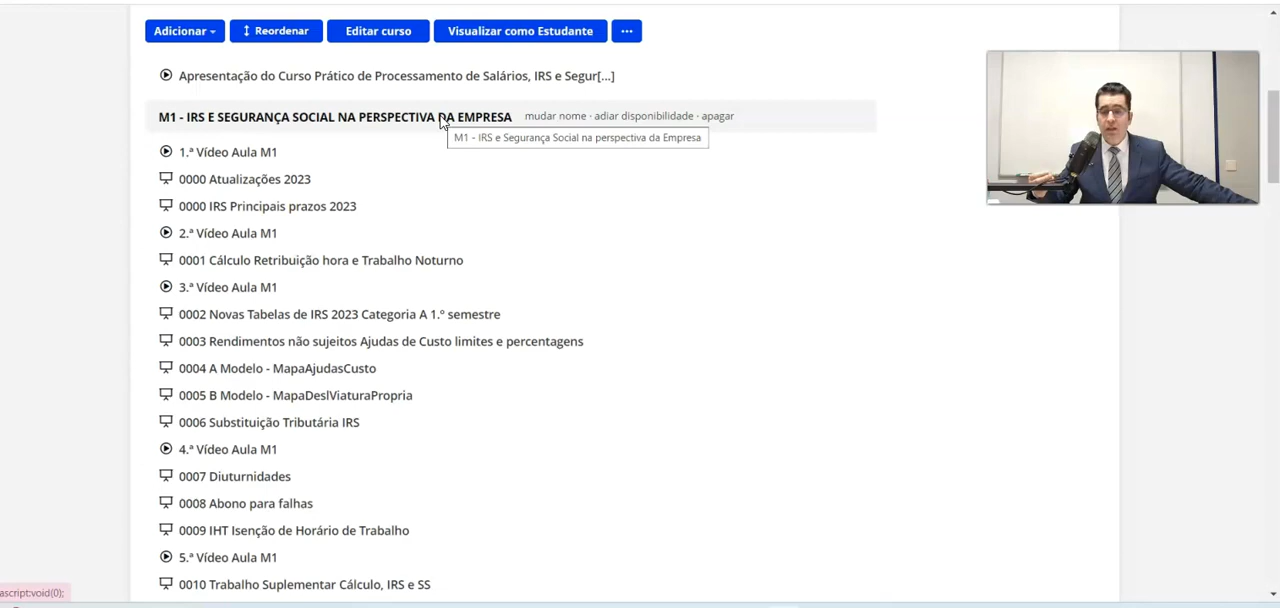 Adicionar
Reordenar
Editar curso
Visualizar como Estudante
...
Apresentação do Curso Prático de Processamento de Salários, IRS e Segur[...]
M1 - IRS E SEGURANÇA SOCIAL NA PERSPECTIVA DA EMPRESA mudar nome · adiar disponibilidade · apagar
M1 - IRS e Segurança Social na perspectiva da Empresa
1.ª Vídeo Aula M1
0000 Atualizações 2023
0000 IRS Principais prazos 2023
2.ª Vídeo Aula M1
0001 Cálculo Retribuição hora e Trabalho Noturno
3.ª Vídeo Aula M1
0002 Novas Tabelas de IRS 2023 Categoria A 1.º semestre
0003 Rendimentos não sujeitos Ajudas de Custo limites e percentagens
0004 A Modelo - MapaAjudasCusto
0005 B Modelo - MapaDeslViaturaPropria
0006 Substituição Tributária IRS
4.ª Vídeo Aula M1
0007 Diuturnidades
0008 Abono para falhas
0009 IHT Isenção de Horário de Trabalho
5.ª Vídeo Aula M1
0010 Trabalho Suplementar Cálculo, IRS e SS
ascript:void(0);